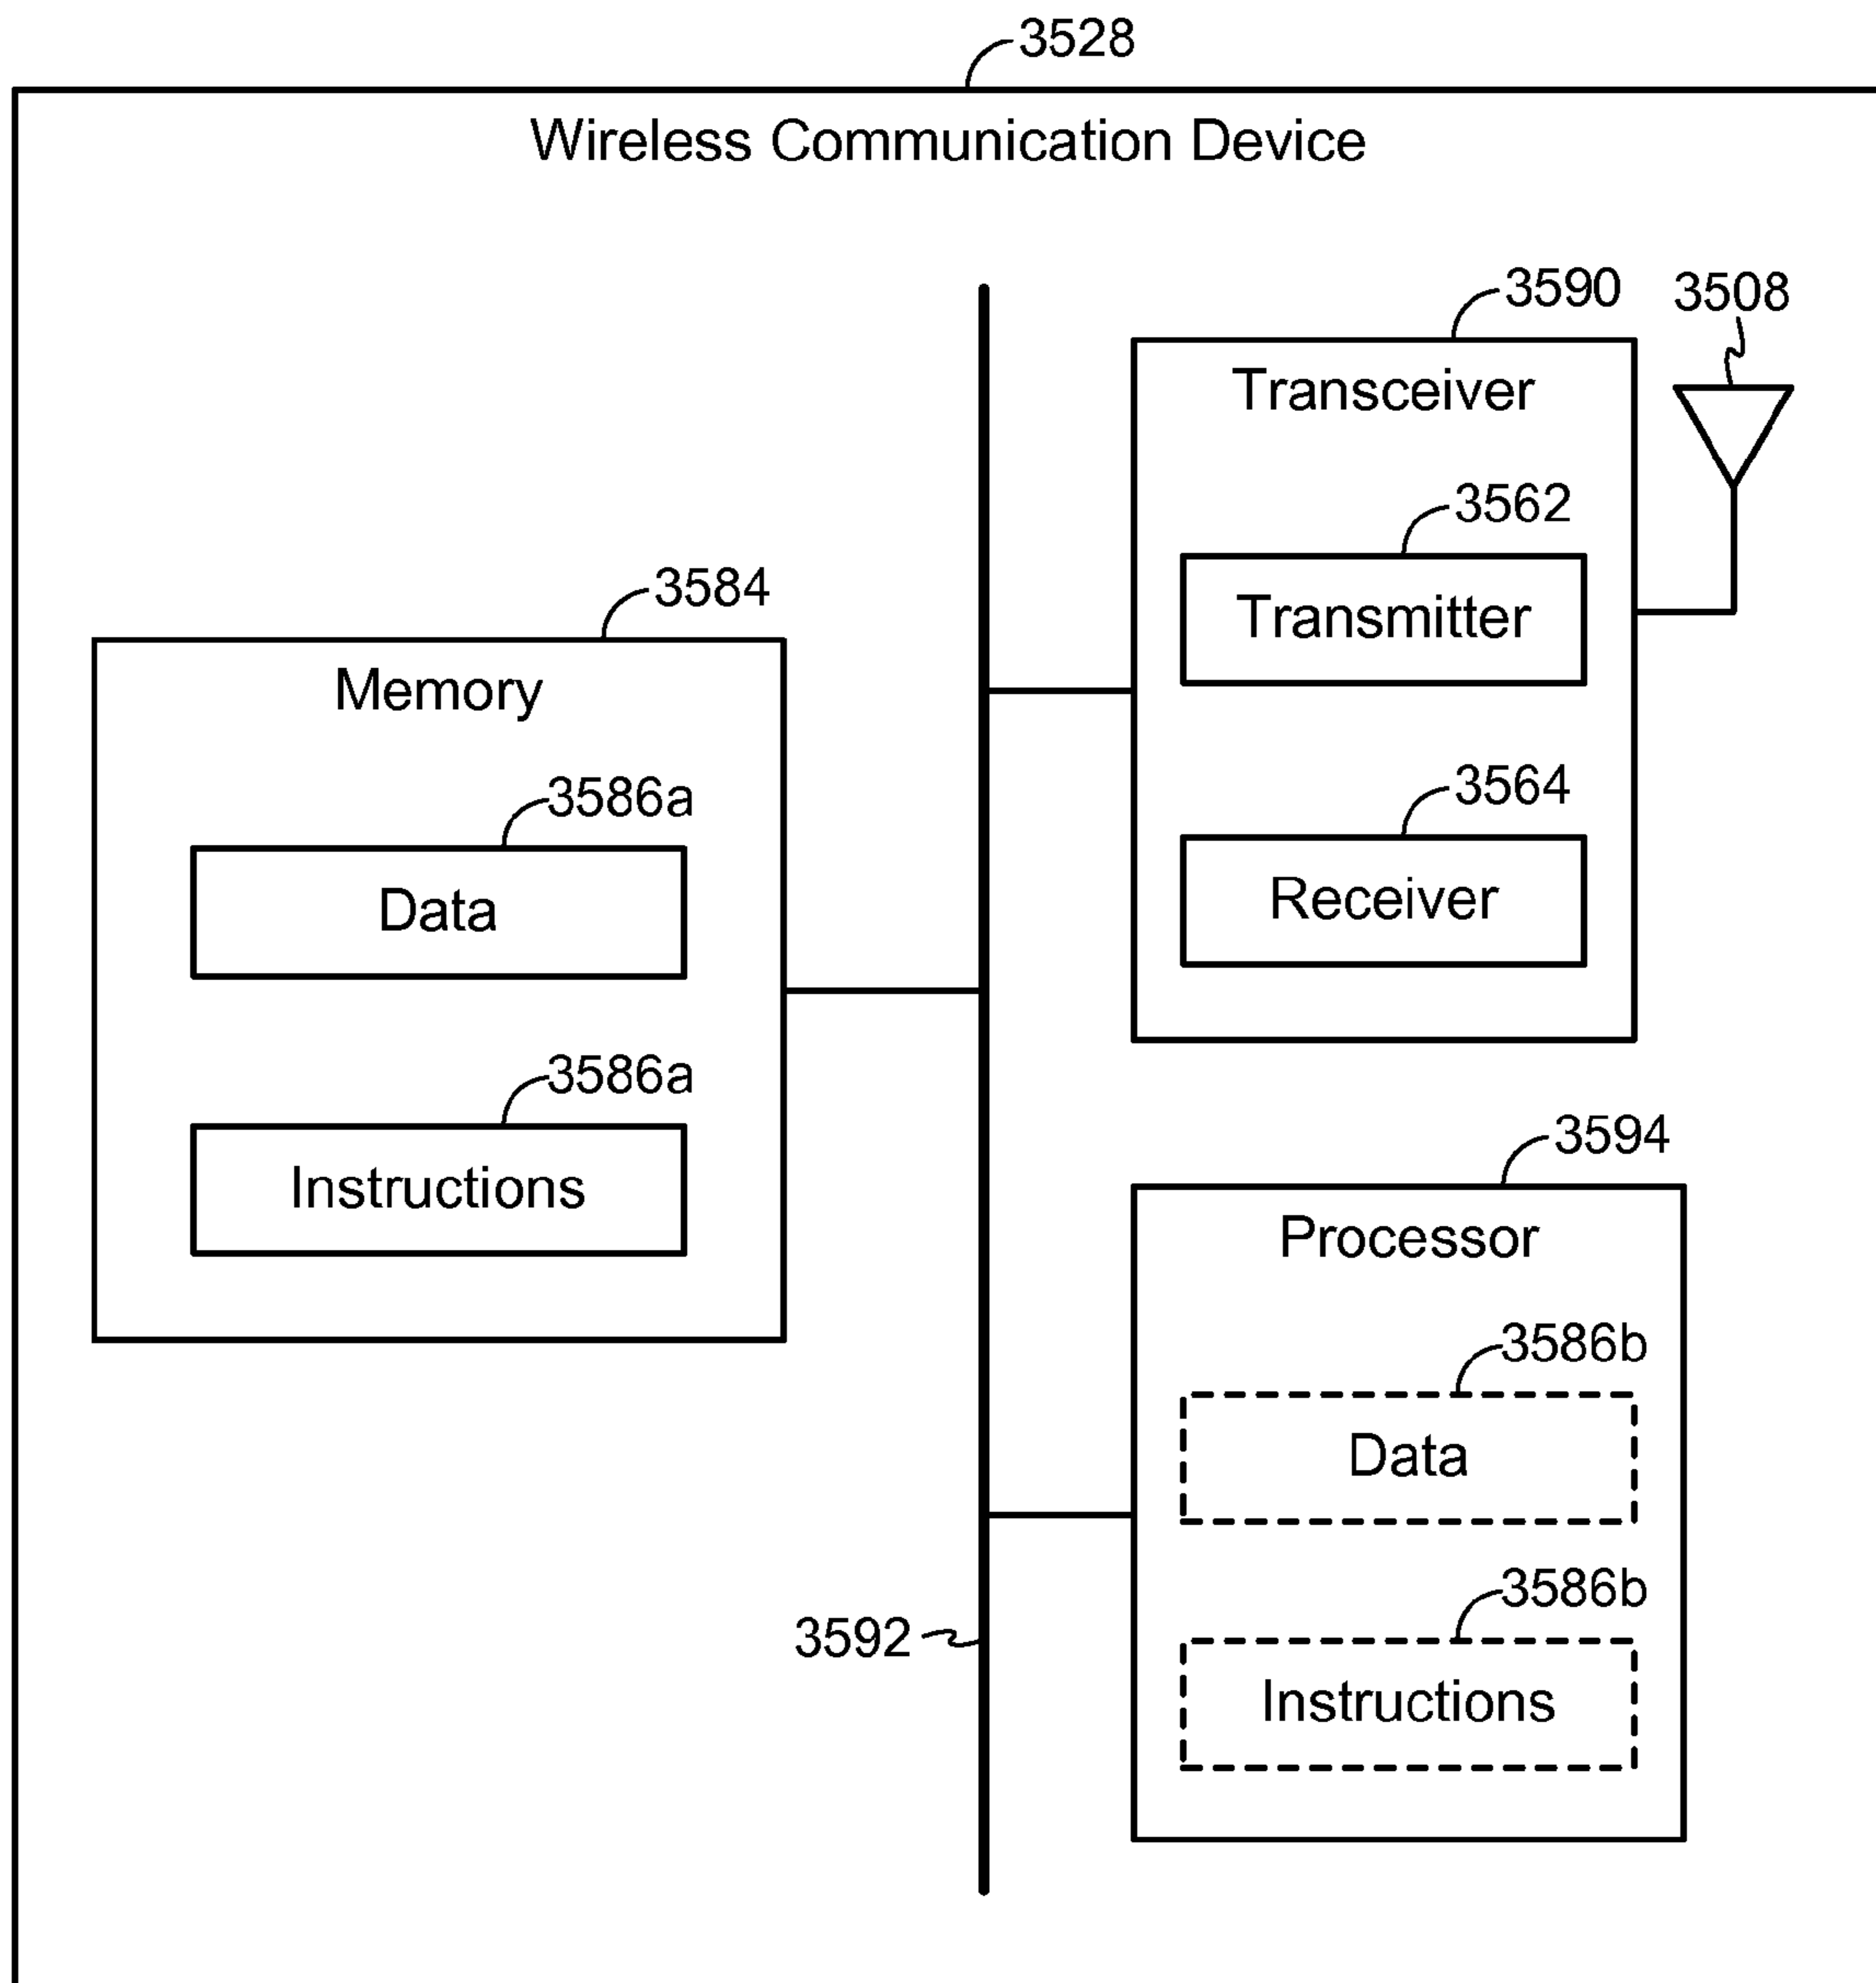 3528
Wireless Communication Device
3590
3508
Transceiver
3562
Transmitter
3584
Memory
3564
3586a
Receiver
Data
3586a
3594
Instructions
Processor
3586b
Data
3586b
3592
Instructions